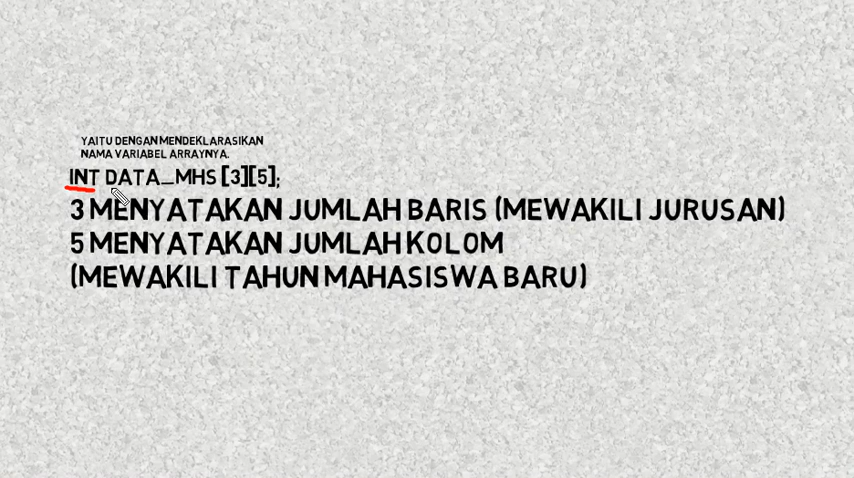 YAITU DENGAN MENDEKLARASIKAN
NAMA VARIABEL ARRAYNYA.
INT DATA_MHS [3][5];
3 MENYATAKAN JUMLAH BARIS (MEWAKILI JURUSAN)
5 MENYATAKAN JUMLAH KOLOM
(MEWAKILI TAHUN MAHASISWA BARU)